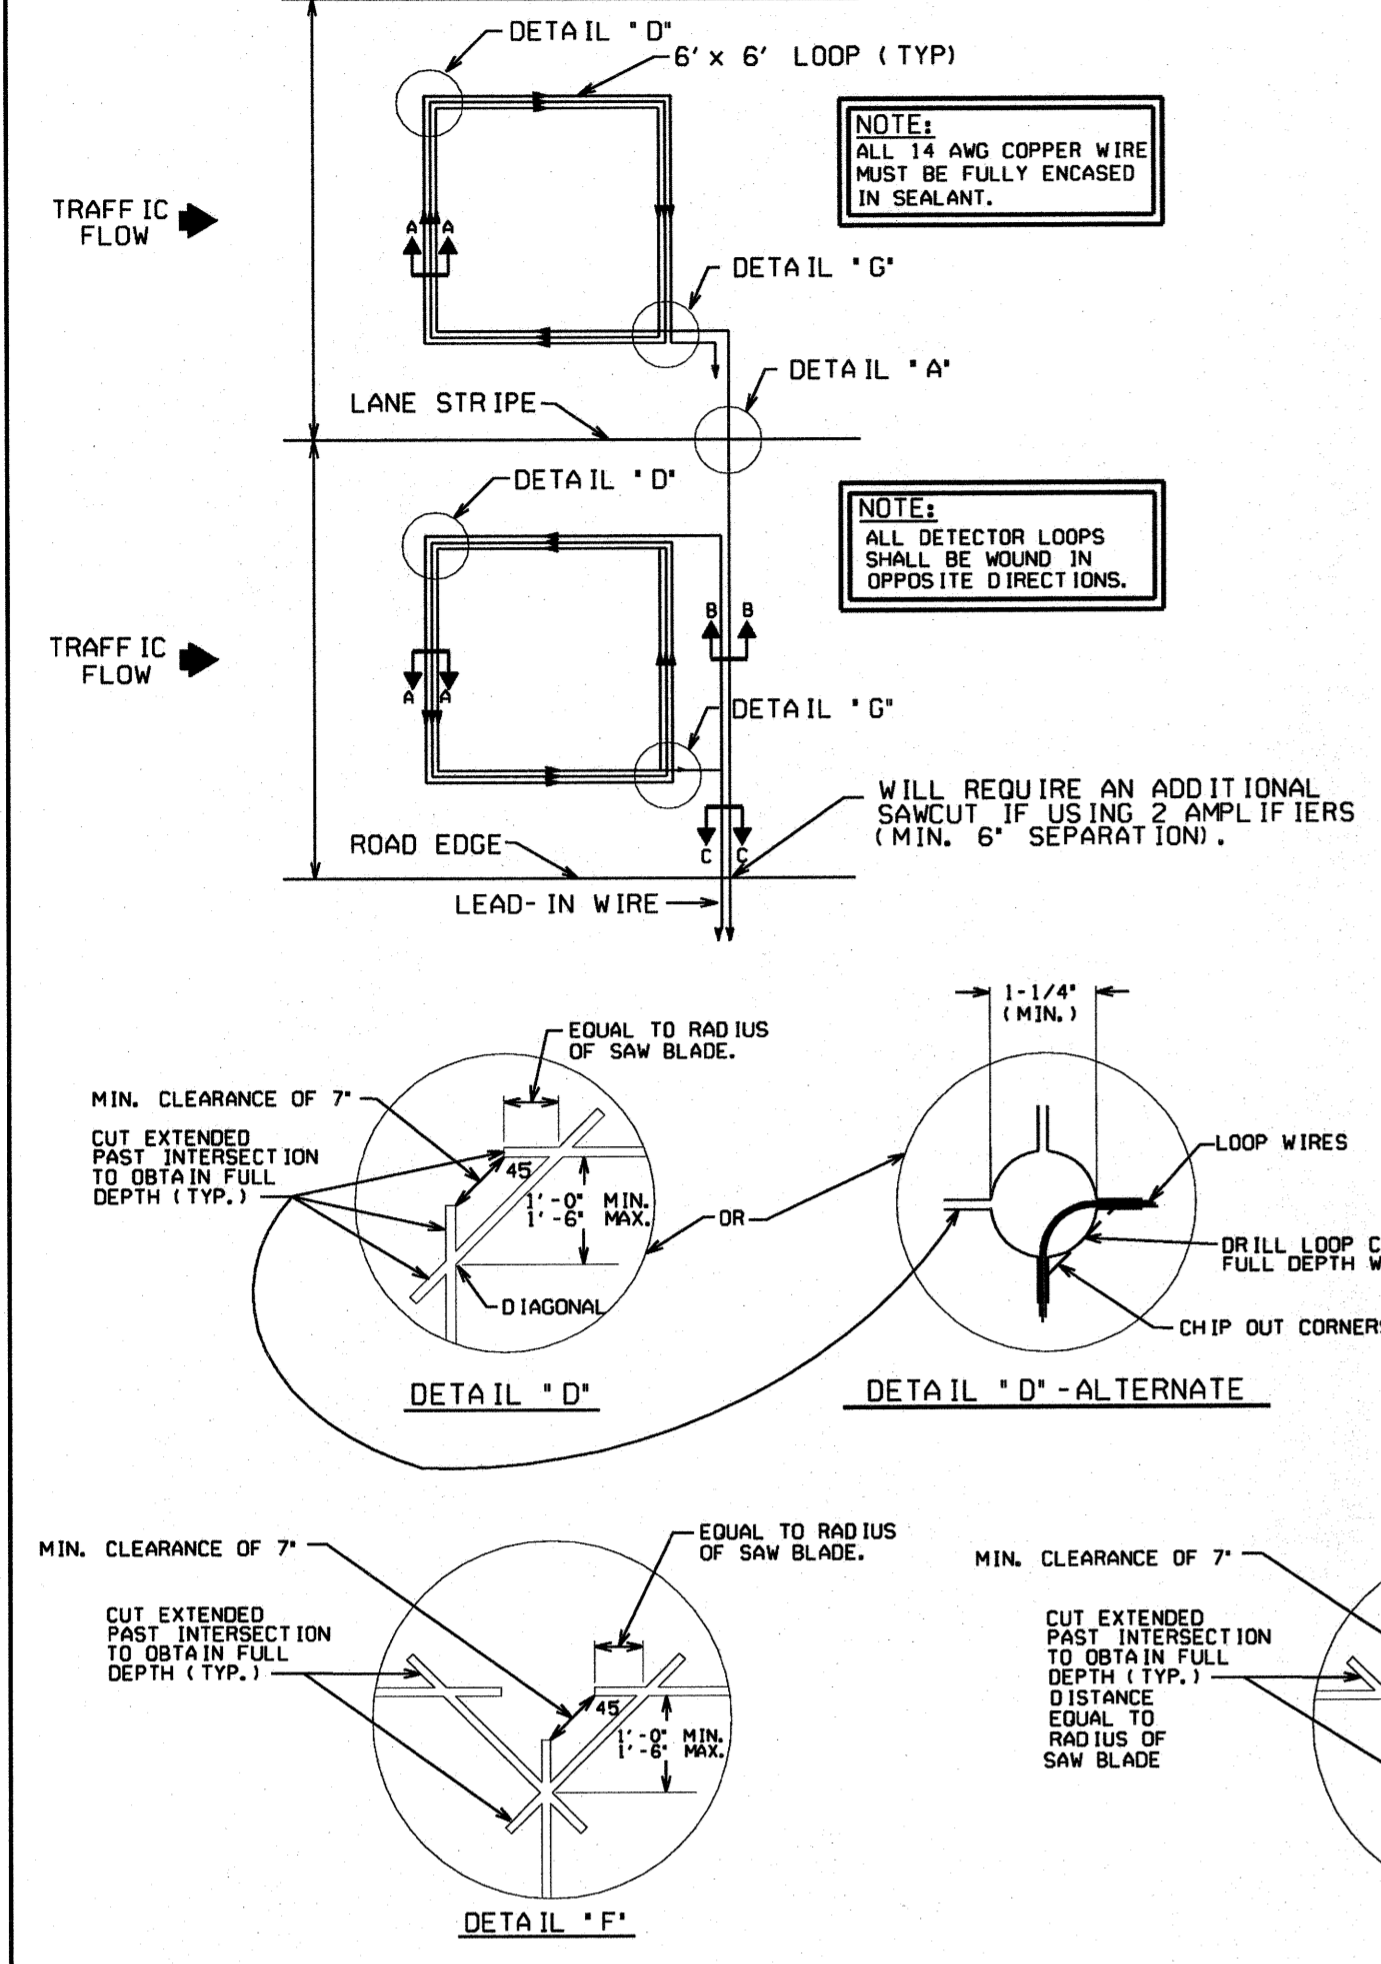 DETAIL "D"
6' x 6' LOOP (TYP)
NOTE:
ALL 14 AWG COPPER WIRE
MUST BE FULLY ENCASED
IN SEALANT.
TRAFFIC
FLOW
A A
DETAIL "G"
DETAIL "A"
LANE STRIPE
DETAIL "D"
NOTE:
ALL DETECTOR LOOPS
SHALL BE WOUND IN
OPPOSITE DIRECTIONS.
B B
TRAFFIC
FLOW
A A
DETAIL "G"
WILL REQUIRE AN ADDITIONAL
SAWCUT IF USING 2 AMPLIFIERS
(MIN. 6" SEPARATION).
ROAD EDGE
C C
LEAD-IN WIRE
1-1/4"
(MIN.)
EQUAL TO RADIUS
OF SAW BLADE.
MIN. CLEARANCE OF 7"
CUT EXTENDED
PAST INTERSECTION
TO OBTAIN FULL
DEPTH (TYP.)
45
1'-0" MIN.
1'-6" MAX.
OR
LOOP WIRES
DRILL LOOP C
FULL DEPTH W
DIAGONAL
CHIP OUT CORNERS
DETAIL "D"
DETAIL "D"-ALTERNATE
MIN. CLEARANCE OF 7"
EQUAL TO RADIUS
OF SAW BLADE.
CUT EXTENDED
PAST INTERSECTION
TO OBTAIN FULL
DEPTH (TYP.)
45
1'-0" MIN.
1'-6" MAX.
DETAIL "F"
MIN. CLEARANCE OF 7"
CUT EXTENDED
PAST INTERSECTION
TO OBTAIN FULL
DEPTH (TYP.)
DISTANCE
EQUAL TO
RADIUS OF
SAW BLADE